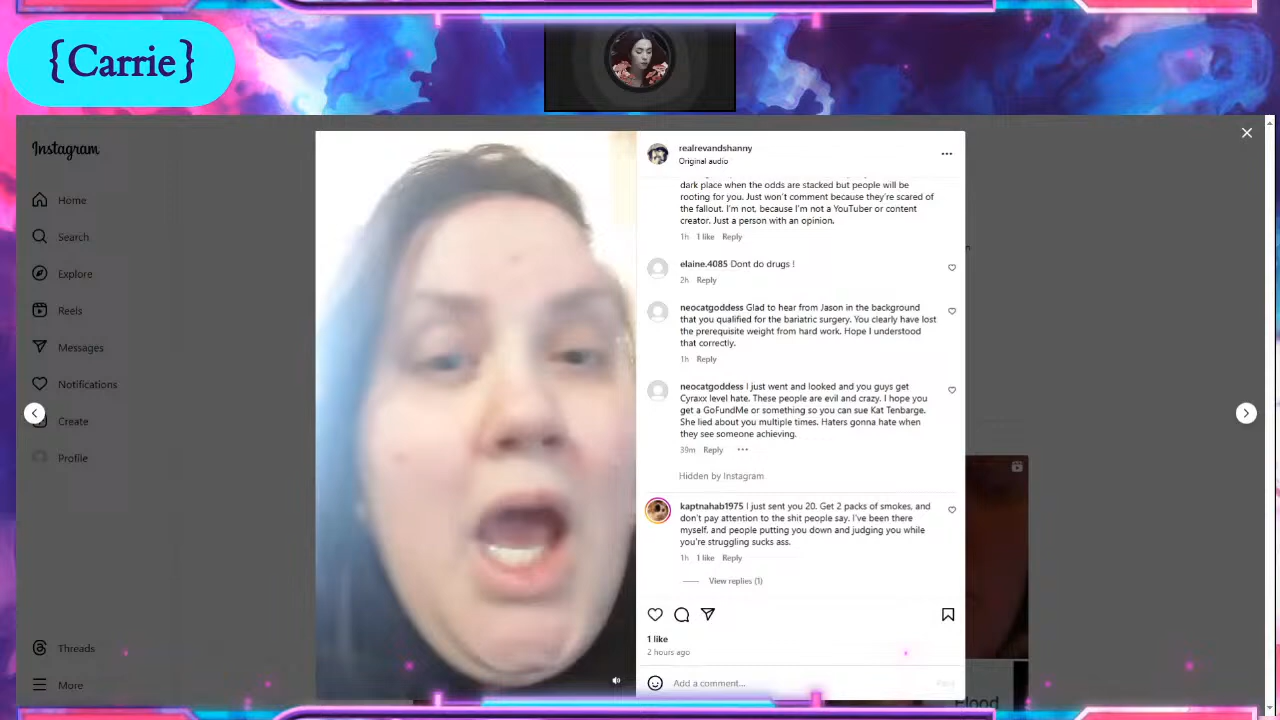 {Carrie}
Instagram
Home
Search
Explore
Reels
Messages
Notifications
Create
Profile
Threads
More
realrevandshanny
Original audio
dark place when the odds are stacked but people will be
rooting for you. Just won't comment because they're scared of
the fallout. I'm not, because I'm not a YouTuber or content
creator. Just a person with an opinion.
1h 1 like Reply
elaine.4085 Dont do drugs !
2h Reply
neocatgoddess Glad to hear from Jason in the background
that you qualified for the bariatric surgery. You clearly have lost
the prerequisite weight from hard work. Hope I understood
that correctly.
1h Reply
neocatgoddess I just went and looked and you guys get
Cyraxx level hate. These people are evil and crazy. I hope you
get a GoFundMe or something so you can sue Kat Tenbarge.
She lied about you multiple times. Haters gonna hate when
they see someone achieving.
39m Reply
Hidden by Instagram
kaptnahab1975 I just sent you 20. Get 2 packs of smokes, and
don't pay attention to the shit people say. I've been there
myself, and people putting you down and judging you while
you're struggling sucks ass.
1h 1 like Reply
View replies (1)
1 like
2 hours ago
Add a comment...